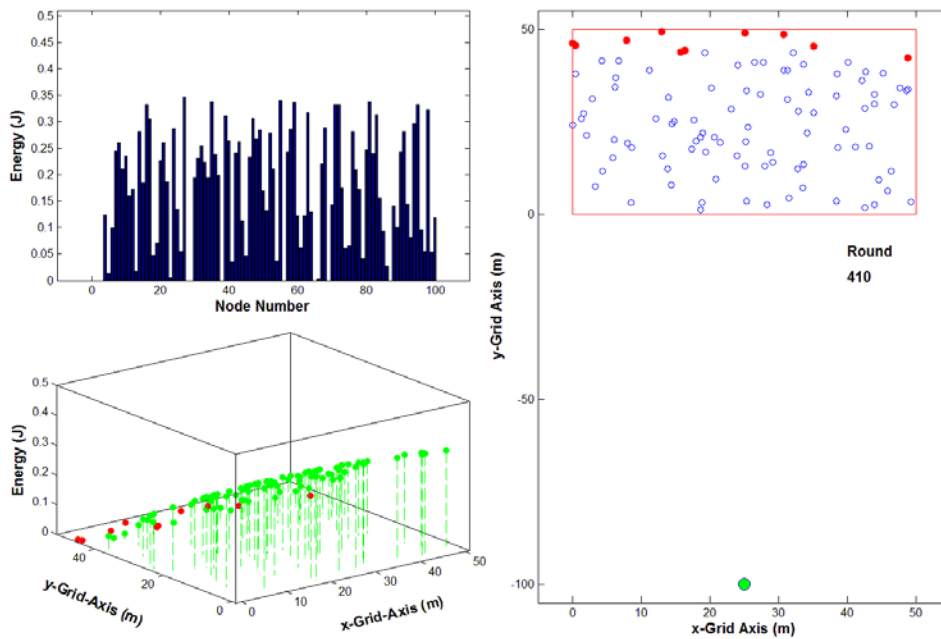 0.5
0.45
0.4
0.35
0.3
0.25
0.2
0.15
0.1
0.05
0
Energy (J)
0 20 40 60 80 100
Node Number
0.5
0.4
0.3
0.2
0.1
0
Energy (J)
40
20
0
y-Grid-Axis (m)
0 10 20 30 40 50
x-Grid-Axis (m)
50
0
-50
-100
y-Grid Axis (m)
Round
410
0 10 20 30 40 50
x-Grid Axis (m)